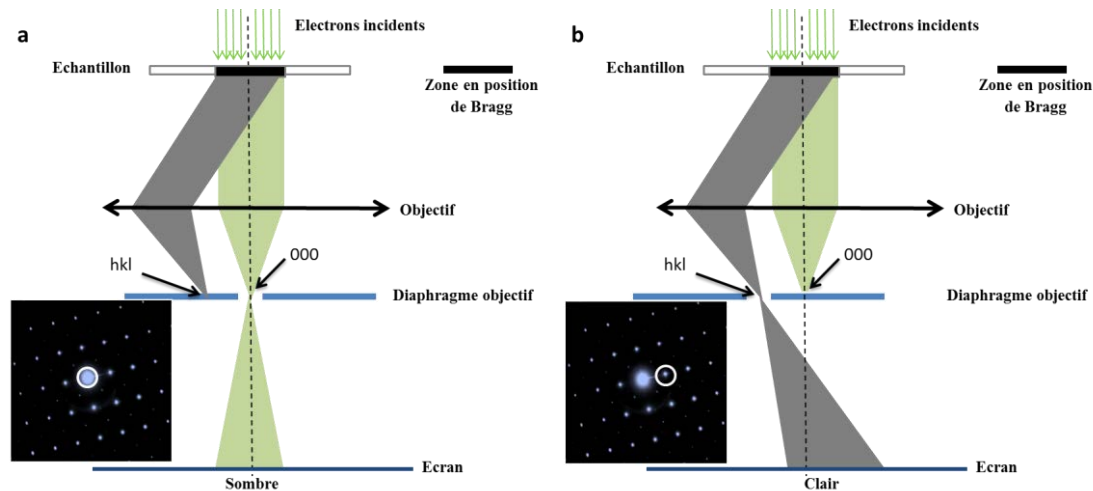 a
Electrons incidents
Echantillon
Zone en position
de Bragg
Objectif
hkl
000
Diaphragme objectif
Ecran
Sombre
b
Electrons incidents
Echantillon
Zone en position
de Bragg
Objectif
hkl
000
Diaphragme objectif
Ecran
Clair